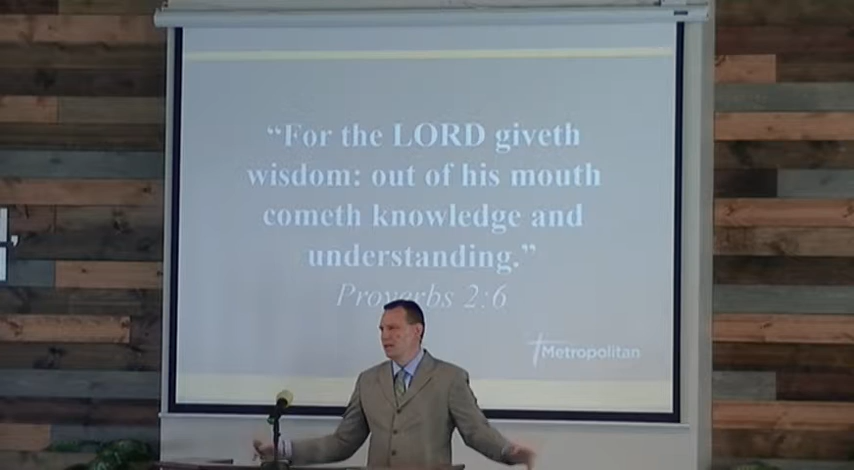 “For the LORD giveth
wisdom: out of his mouth
cometh knowledge and
understanding.”
Proverbs 2:6
Metropolitan